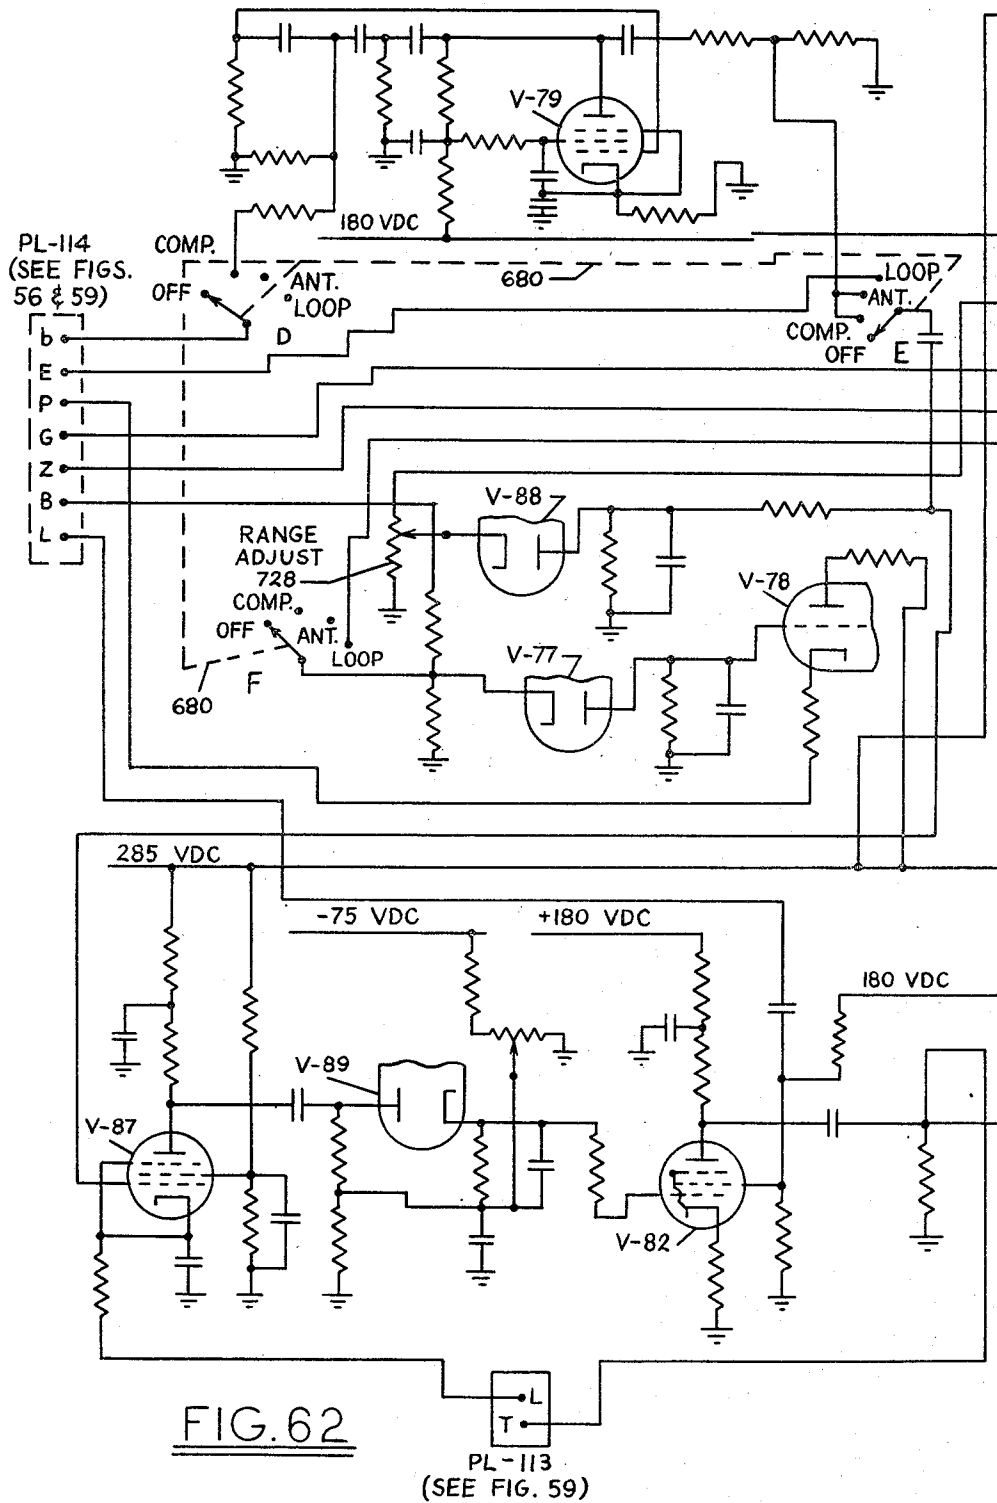 V-79
180 VDC
PL-114
(SEE FIGS.
56 & 59)
COMP.
OFF
ANT.
LOOP
D
680
LOOP
ANT.
COMP.
OFF
E
b
E
P
G
Z
B
L
V-88
RANGE
ADJUST
728
COMP.
OFF
ANT.
LOOP
F
680
V-78
V-77
285 VDC
-75 VDC
+180 VDC
180 VDC
V-89
V-87
V-82
L
T
FIG.62
PL-113
(SEE FIG. 59)